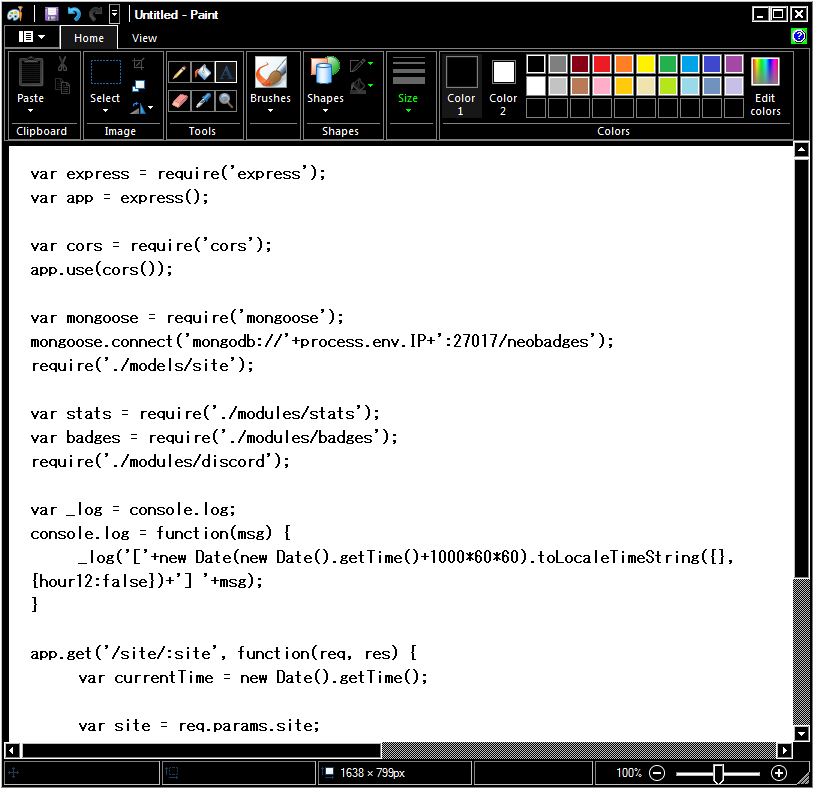 Untitled - Paint
Home
View
Paste
Select
Brushes
Shapes
Size
Color
1
Color
2
Edit
colors
Clipboard
Image
Tools
Shapes
Colors
var express = require('express');
var app = express();
var cors = require('cors');
app.use(cors());
var mongoose = require('mongoose');
mongoose.connect('mongodb://'+process.env.IP+':27017/neobadges');
require('./models/site');
var stats = require('./modules/stats');
var badges = require('./modules/badges');
require('./modules/discord');
var _log = console.log;
console.log = function(msg) {
_log('['+new Date(new Date().getTime()+1000*60*60).toLocaleTimeString({},
{hour12:false})+'] '+msg);
}
app.get('/site/:site', function(req, res) {
var currentTime = new Date().getTime();
var site = req.params.site;
1638 × 799px
100%